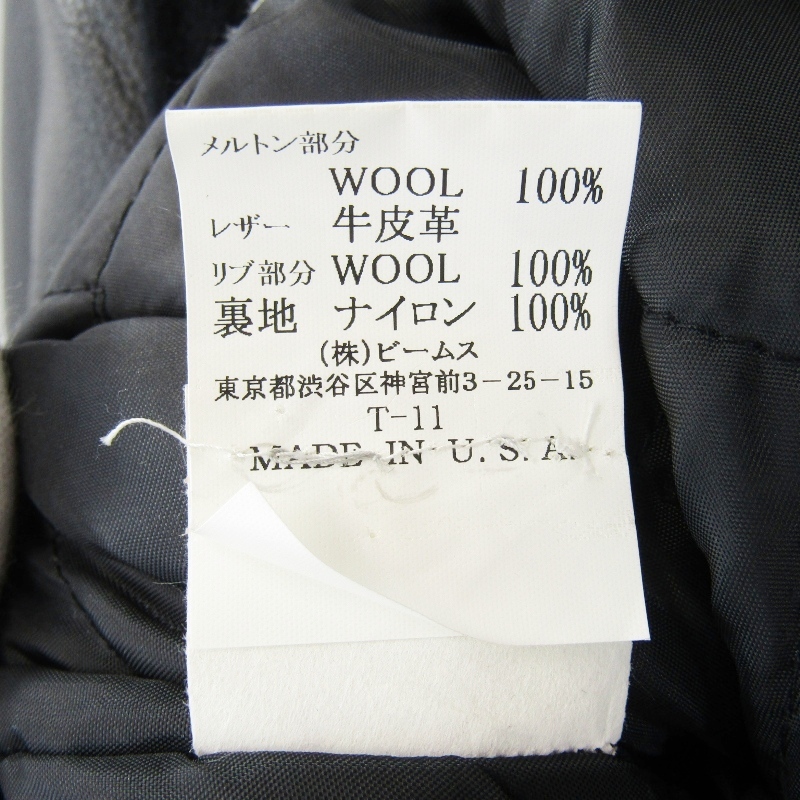 メルトン部分
WOOL 100%
レザー 牛皮革
リブ部分 WOOL 100%
裏地 ナイロン 100%
(株)ビームス
東京都渋谷区神宮前3-25-15
T-11
MADE IN U.S.A.